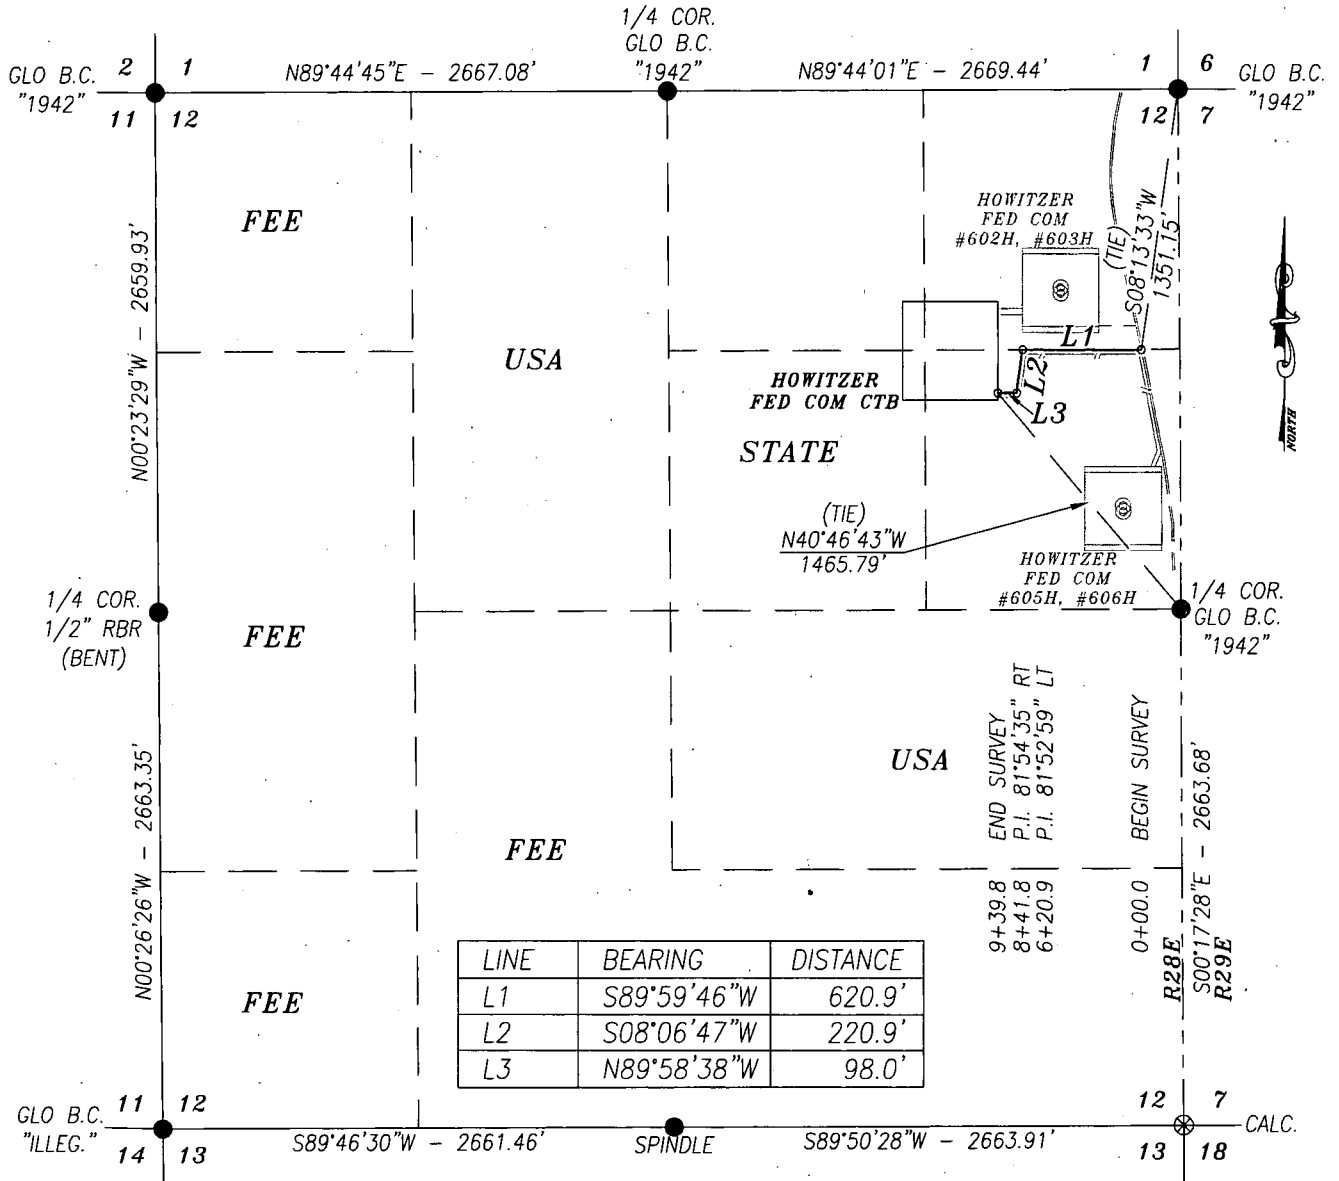 1/4 COR.
GLO B.C.
"1942"
GLO B.C.
"1942"
2 1
11 12
N89°44'45"E - 2667.08'
N89°44'01"E - 2669.44'
1 6
12 7
GLO B.C.
"1942"
FEE
HOWITZER
FED COM
#602H, #603H
(TIE)
S08°13'33"W
1351.15'
N00°23'29"W - 2659.93'
USA
L1
L2
L3
HOWITZER
FED COM CTB
NORTH
STATE
(TIE)
N40°46'43"W
1465.79'
HOWITZER
FED COM
#605H, #606H
1/4 COR.
1/2" RBR
(BENT)
1/4 COR.
GLO B.C.
"1942"
FEE
USA
9+39.8 END SURVEY
8+41.8 P.I. 81°54'35" RT
6+20.9 P.I. 81°52'59" LT
0+00.0 BEGIN SURVEY
N00°26'26"W - 2663.35'
S00°17'28"E - 2663.68'
R28E
R29E
FEE
FEE
LINE BEARING DISTANCE
L1 S89°59'46"W 620.9'
L2 S08°06'47"W 220.9'
L3 N89°58'38"W 98.0'
GLO B.C.
"ILLEG."
11 12
14 13
S89°46'30"W - 2661.46'
SPINDLE
S89°50'28"W - 2663.91'
12 7
13 18
CALC.